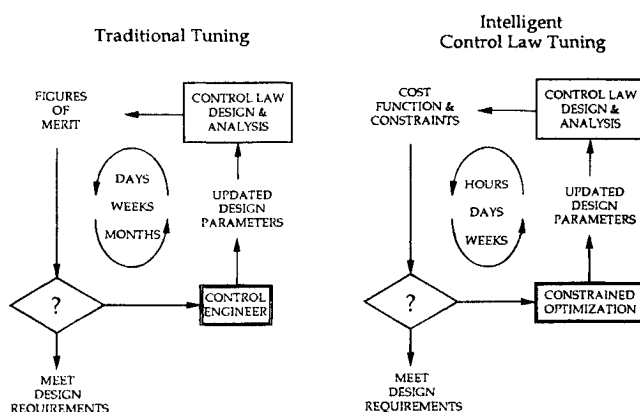 Traditional Tuning
FIGURES
OF
MERIT
CONTROL LAW
DESIGN &
ANALYSIS
DAYS
WEEKS
MONTHS
UPDATED
DESIGN
PARAMETERS
?
CONTROL
ENGINEER
MEET
DESIGN
REQUIREMENTS
Intelligent
Control Law Tuning
COST
FUNCTION &
CONSTRAINTS
CONTROL LAW
DESIGN &
ANALYSIS
HOURS
DAYS
WEEKS
UPDATED
DESIGN
PARAMETERS
?
CONSTRAINED
OPTIMIZATION
MEET
DESIGN
REQUIREMENTS